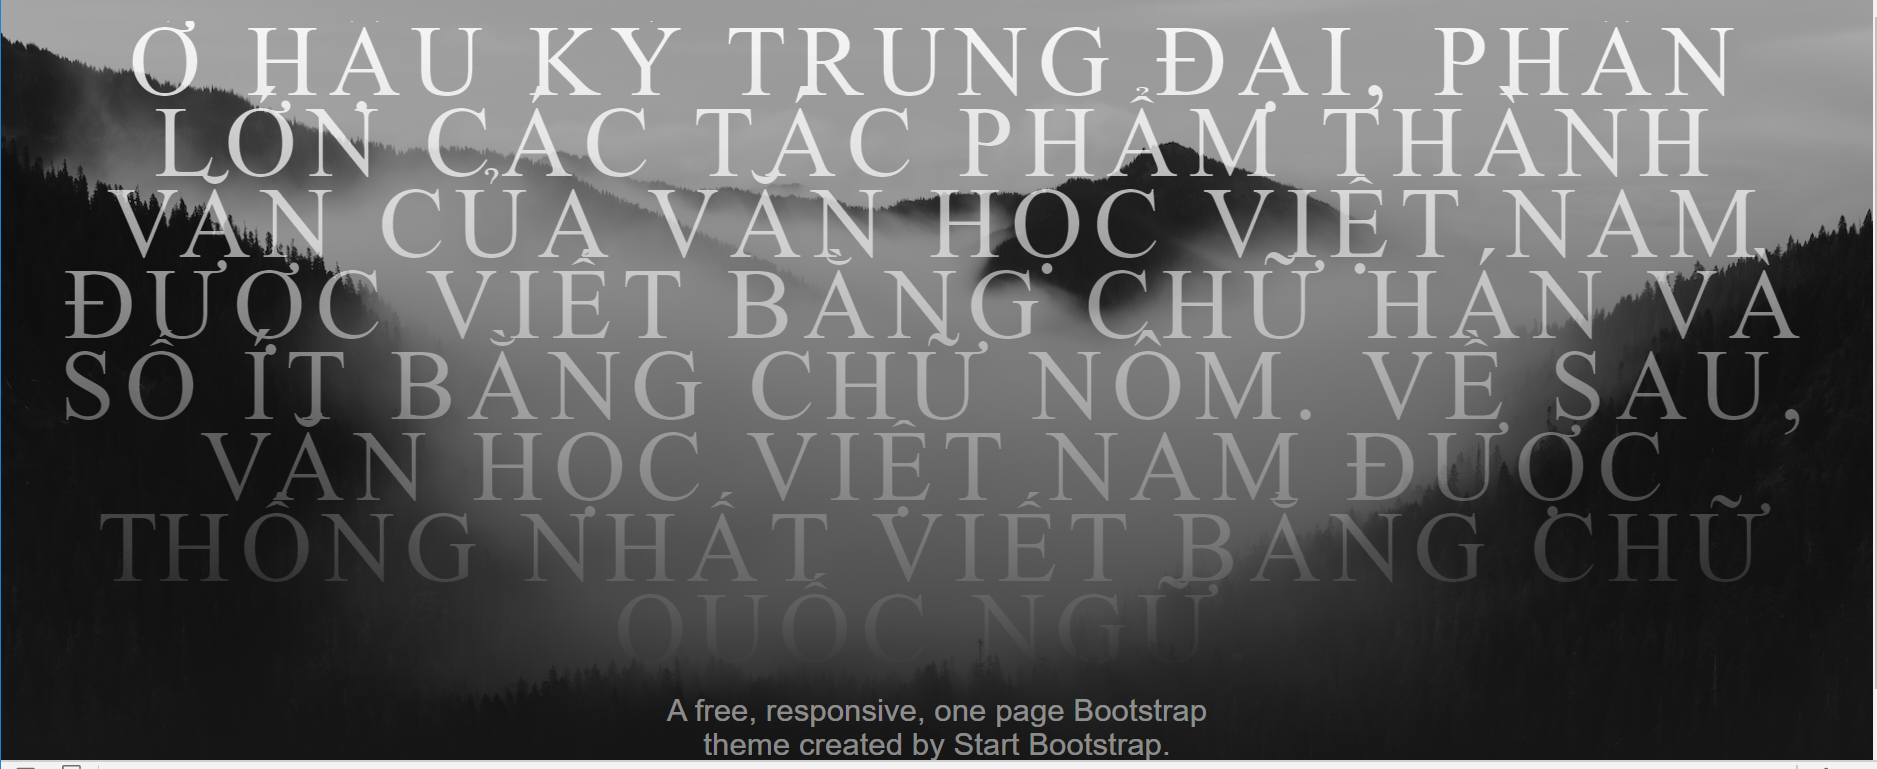 Ở HẬU KỲ TRUNG ĐẠI, PHẦN
LỚN CÁC TÁC PHẨM THÀNH
VĂN CỦA VĂN HỌC VIỆT NAM
ĐƯỢC VIẾT BẰNG CHỮ HÁN VÀ
SỐ ÍT BẰNG CHỮ NÔM. VỀ SAU,
VĂN HỌC VIỆT NAM ĐƯỢC
THỐNG NHẤT VIẾT BẰNG CHỮ
QUỐC NGỮ.
A free, responsive, one page Bootstrap
theme created by Start Bootstrap.